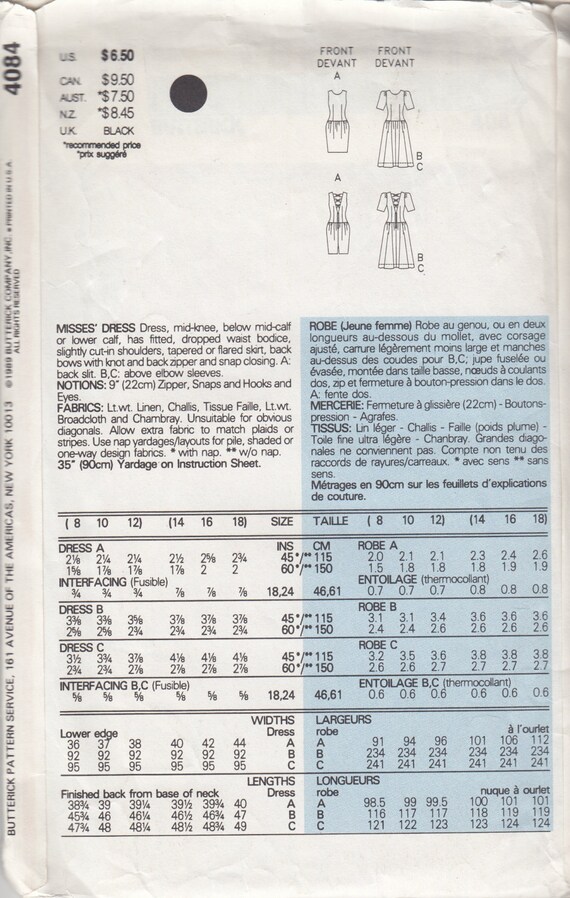 4084
U.S. $6.50
CAN. $9.50
AUST. *$7.50
N.Z. *$8.45
U.K. BLACK
*recommended price
*prix suggéré
FRONT DEVANT
FRONT DEVANT
A
B
C
A
B
C
BUTTERICK PATTERN SERVICE, 161 AVENUE OF THE AMERICAS, NEW YORK 10013 ©1989 BUTTERICK COMPANY, INC. • PRINTED IN U.S.A.
ALL RIGHTS RESERVED
MISSES' DRESS Dress, mid-knee, below mid-calf
or lower calf, has fitted, dropped waist bodice,
slightly cut-in shoulders, tapered or flared skirt, back
bows with knot and back zipper and snap closing. A:
back slit. B,C: above elbow sleeves.
NOTIONS: 9" (22cm) Zipper, Snaps and Hooks and
Eyes.
FABRICS: Lt.wt. Linen, Challis, Tissue Faille, Lt.wt.
Broadcloth and Chambray. Unsuitable for obvious
diagonals. Allow extra fabric to match plaids or
stripes. Use nap yardages/layouts for pile, shaded or
one-way design fabrics. * with nap. ** w/o nap.
35" (90cm) Yardage on Instruction Sheet.
ROBE (Jeune femme) Robe au genou, ou en deux
longueurs au-dessous du mollet, avec corsage
ajusté, carrure légèrement moins large et manches
au-dessus des coudes pour B,C; jupe fuselée ou
évasée, montée dans taille basse, nœuds à coulants
dos, zip et fermeture à bouton-pression dans le dos.
A: fente dos.
MERCERIE: Fermeture à glissière (22cm) - Boutons-
pression - Agrafes.
TISSUS: Lin léger - Challis - Faille (poids plume) -
Toile fine ultra légère - Chanbray. Grandes diago-
nales ne conviennent pas. Compte non tenu des
raccords de rayures/carreaux. * avec sens ** sans
sens.
Métrages en 90cm sur les feuillets d'explications
de couture.
( 8 10 12) (14 16 18) SIZE TAILLE ( 8 10 12) (14 16 18)
DRESS A INS CM ROBE A
2⅛ 2¼ 2¼ 2½ 2⅝ 2¾ 45*/** 115 2.0 2.1 2.1 2.3 2.4 2.6
1⅝ 1⅞ 1⅞ 1⅞ 2 2 60*/** 150 1.5 1.8 1.8 1.8 1.9 1.9
INTERFACING (Fusible) ENTOILAGE (thermocollant)
¾ ¾ ¾ ⅞ ⅞ ⅞ 18,24 46,61 0.7 0.7 0.7 0.8 0.8 0.8
DRESS B ROBE B
3⅜ 3⅜ 3⅝ 3⅞ 3⅞ 3⅞ 45*/** 115 3.1 3.1 3.4 3.6 3.6 3.6
2⅝ 2⅝ 2¾ 2¾ 2¾ 2¾ 60*/** 150 2.4 2.4 2.6 2.6 2.6 2.6
DRESS C ROBE C
3½ 3¾ 3⅞ 4⅛ 4⅛ 4⅛ 45*/** 115 3.2 3.5 3.6 3.8 3.8 3.8
2¾ 2¾ 2⅞ 2⅞ 2⅞ 2⅞ 60*/** 150 2.6 2.6 2.7 2.7 2.7 2.7
INTERFACING B,C (Fusible) ENTOILAGE B,C (thermocollant)
⅝ ⅝ ⅝ ⅝ ⅝ ⅝ 18,24 46,61 0.6 0.6 0.6 0.6 0.6 0.6
WIDTHS LARGEURS
Lower edge Dress robe à l'ourlet
36 37 38 40 42 44 A A 91 94 96 101 106 112
92 92 92 92 92 92 B B 234 234 234 234 234 234
95 95 95 95 95 95 C C 241 241 241 241 241 241
LENGTHS LONGUEURS
Finished back from base of neck Dress robe nuque à ourlet
38¾ 39 39¼ 39½ 39¾ 40 A A 98.5 99 99.5 100 101 101
45¾ 46 46¼ 46½ 46¾ 47 B B 116 117 117 118 119 119
47¾ 48 48¼ 48½ 48¾ 49 C C 121 122 123 123 124 124